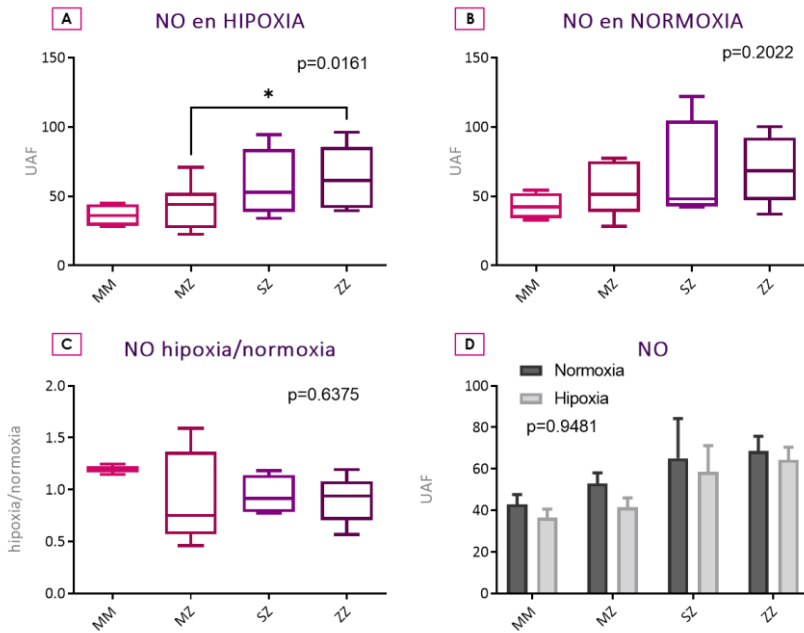 A
NO en HIPOXIA
p=0.0161
*
UAF
150
100
50
0
MM
MZ
SZ
ZZ
B
NO en NORMOXIA
p=0.2022
UAF
150
100
50
0
MM
MZ
SZ
ZZ
C
NO hipoxia/normoxia
p=0.6375
hipoxia/normoxia
2.0
1.5
1.0
0.5
0.0
MM
MZ
SZ
ZZ
D
NO
Normoxia
Hipoxia
p=0.9481
UAF
100
80
60
40
20
0
MM
MZ
SZ
ZZ